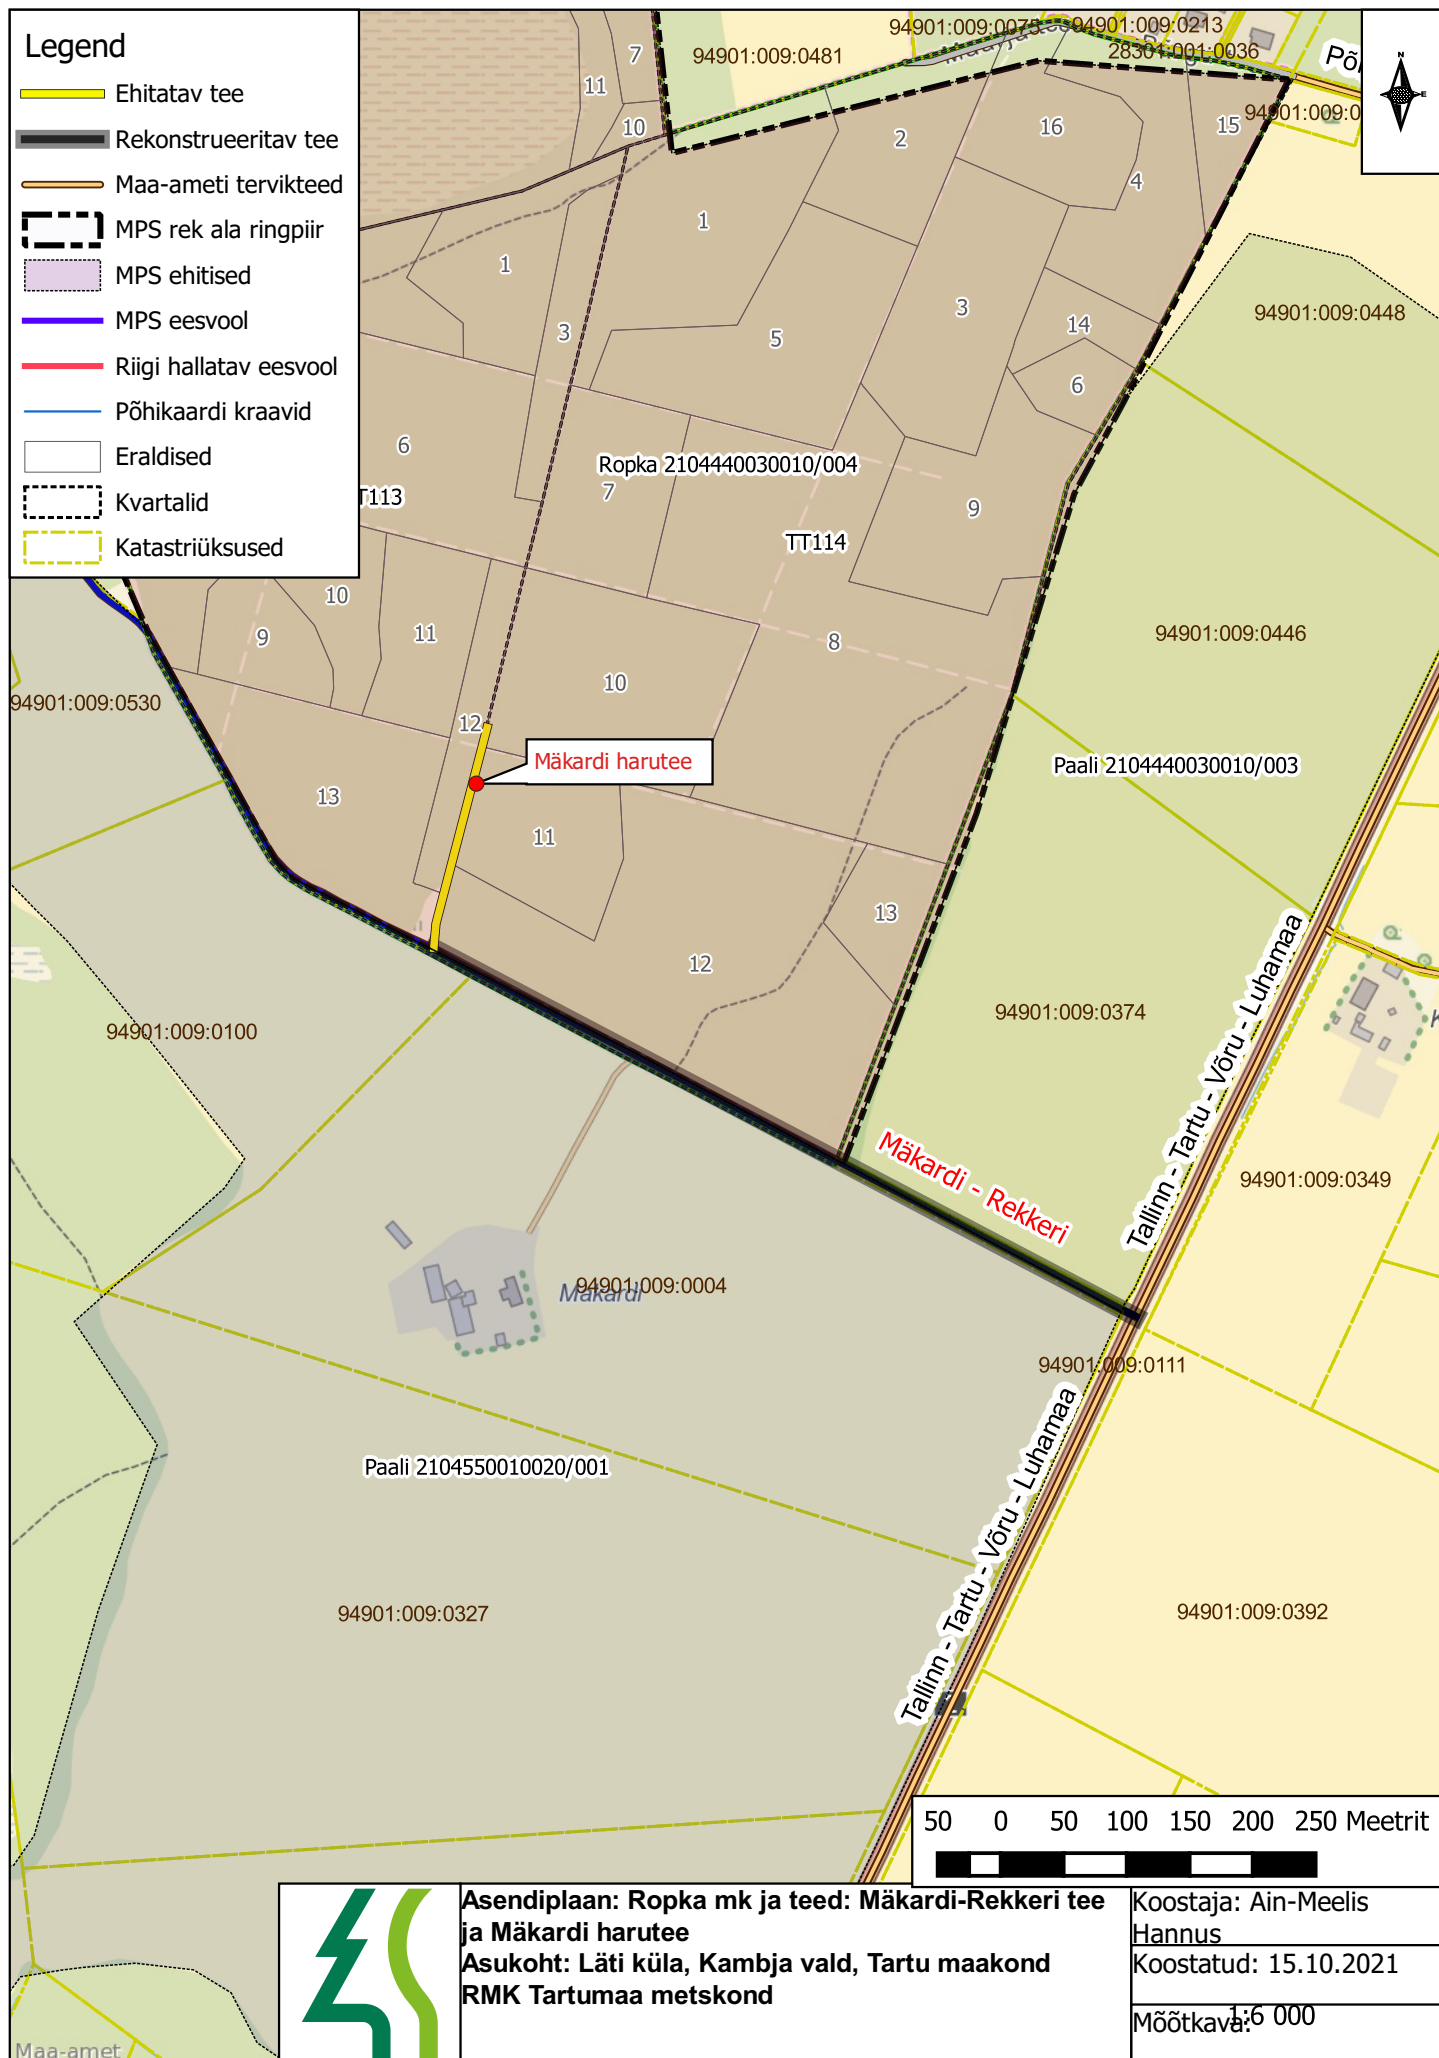 Legend
Ehitatav tee
Rekonstrueeritav tee
Maa-ameti tervikteed
MPS rek ala ringpiir
MPS ehitised
MPS eesvool
Riigi hallatav eesvool
Põhikaardi kraavid
Eraldised
Kvartalid
Katastriüksused
94901:009:0481
94901:009:0075
94901:009:0213
28301:001:0036
94901:009:0
N
E
7
11
10
2
16
15
4
1
1
3
3
5
14
6
94901:009:0448
6
Ropka 2104440030010/004
7
T113
9
TT114
10
9
11
8
94901:009:0446
94901:009:0530
10
12
Mäkardi harutee
Paali 2104440030010/003
13
11
13
12
94901:009:0374
94901:009:0100
Tallinn - Tartu - Võru - Luhamaa
Mäkardi - Rekkeri
94901:009:0349
94901:009:0004
Mäkardi
94901:009:0111
Paali 2104550010020/001
Tallinn - Tartu - Võru - Luhamaa
94901:009:0327
94901:009:0392
50 0 50 100 150 200 250 Meetrit
Asendiplaan: Ropka mk ja teed: Mäkardi-Rekkeri tee
ja Mäkardi harutee
Asukoht: Läti küla, Kambja vald, Tartu maakond
RMK Tartumaa metskond
Koostaja: Ain-Meelis
Hannus
Koostatud: 15.10.2021
Mõõtkava: 1:6 000
Maa-amet